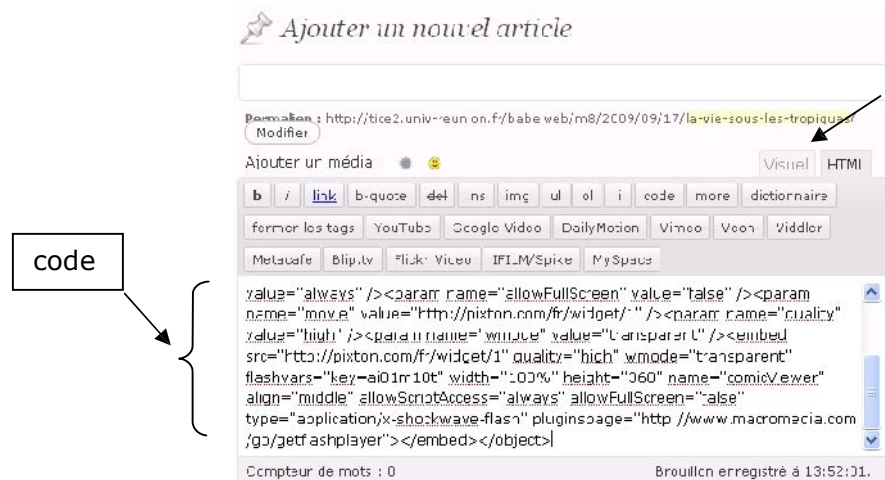 Ajouter un nouvel article
Permalien : http://tice2.univ-reunion.fr/babelweb/m8/2009/09/17/la-vie-sous-les-tropiques/
Modifier
Ajouter un média
Visuel HTML
b i link b-quote del ins img ul ol li code more dictionnaire
fermer les tags YouTube Google Video DailyMotion Vimeo Veoh Viddler
Metacafe Blip.tv Flickr Video IFILM/Spike MySpace
code
value="always" /><param name="allowFullScreen" value="false" /><param
name="movie" value="http://pixton.com/fr/widget/1" /><param name="quality"
value="high" /><param name="wmode" value="transparent" /><embed
src="http://pixton.com/fr/widget/1" quality="high" wmode="transparent"
flashvars="key=ai01m10t" width="100%" height="360" name="comicViewer"
align="middle" allowScriptAccess="always" allowFullScreen="false"
type="application/x-shockwave-flash" pluginspage="http://www.macromedia.com
/go/getflashplayer"></embed></object>
Compteur de mots : 0 Brouillon enregistré à 13:52:01.